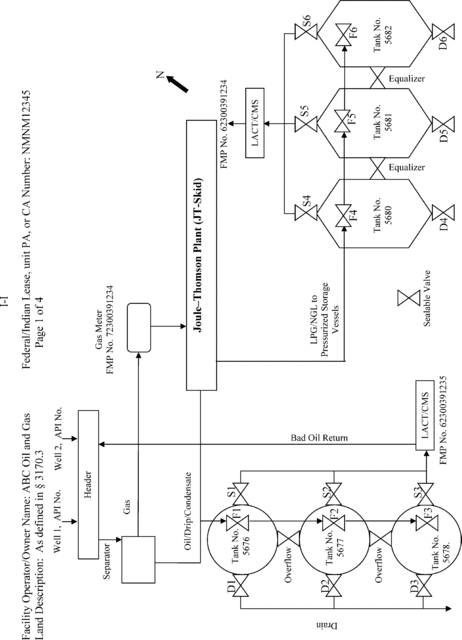 I-I
Facility Operator/Owner Name: ABC Oil and Gas
Federal/Indian Lease, unit PA, or CA Number: NMNM12345
Land Description: As defined in § 3170.3
Page 1 of 4
Well 1, API No.
Well 2, API No.
Header
Separator
Gas
Gas Meter
FMP No. 72300391234
N
Joule–Thomson Plant (JT-Skid)
FMP No. 62300391234
LACT/CMS
Oil/Drip/Condensate
Bad Oil Return
LPG/NGL to
Pressurized Storage
Vessels
LACT/CMS
FMP No. 62300391235
S1
S2
S3
F1
F2
F3
Tank No.
5676
Tank No.
5677
Tank No.
5678.
Overflow
Overflow
D1
D2
D3
Drain
S4
S5
S6
F4
F5
F6
Tank No.
5680
Tank No.
5681
Tank No.
5682
Equalizer
Equalizer
D4
D5
D6
Sealable Valve